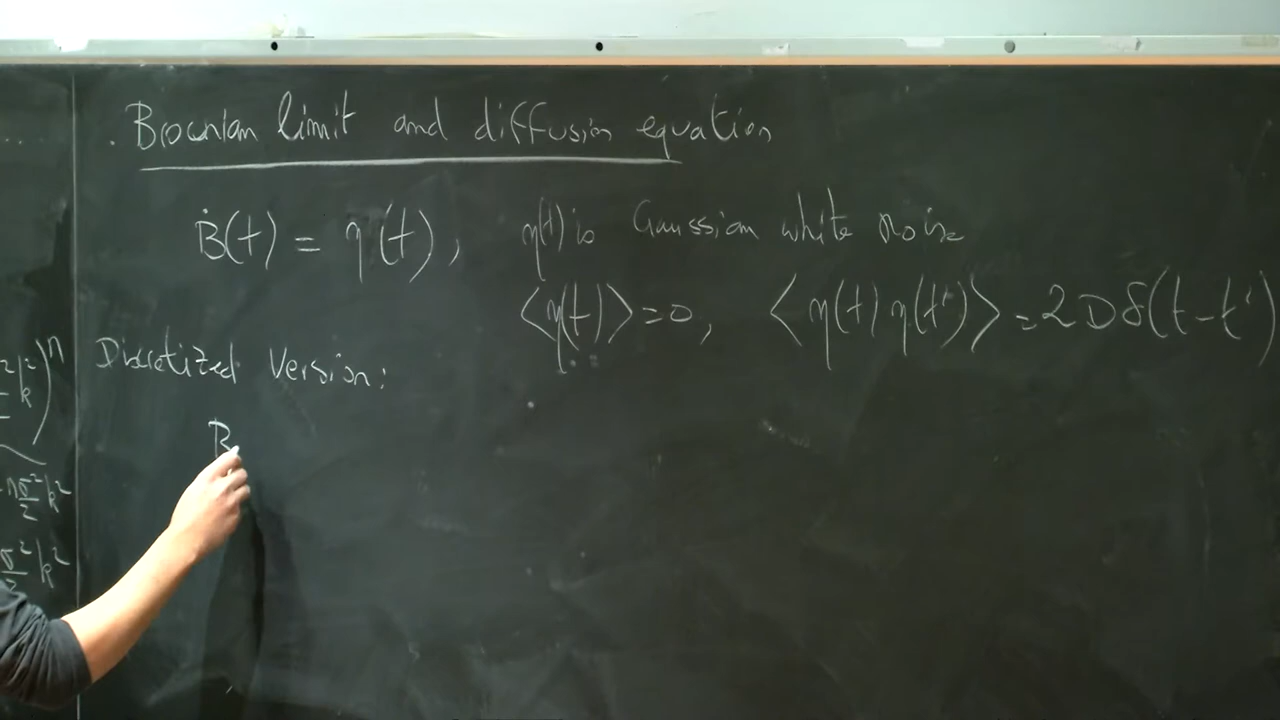 . Brownian limit and diffusion equation
Ḃ(t) = η(t), η(t) is Gaussian white noise
⟨η(t)⟩=0, ⟨η(t) η(t')⟩=2Dδ(t-t')
Discretized Version:
B